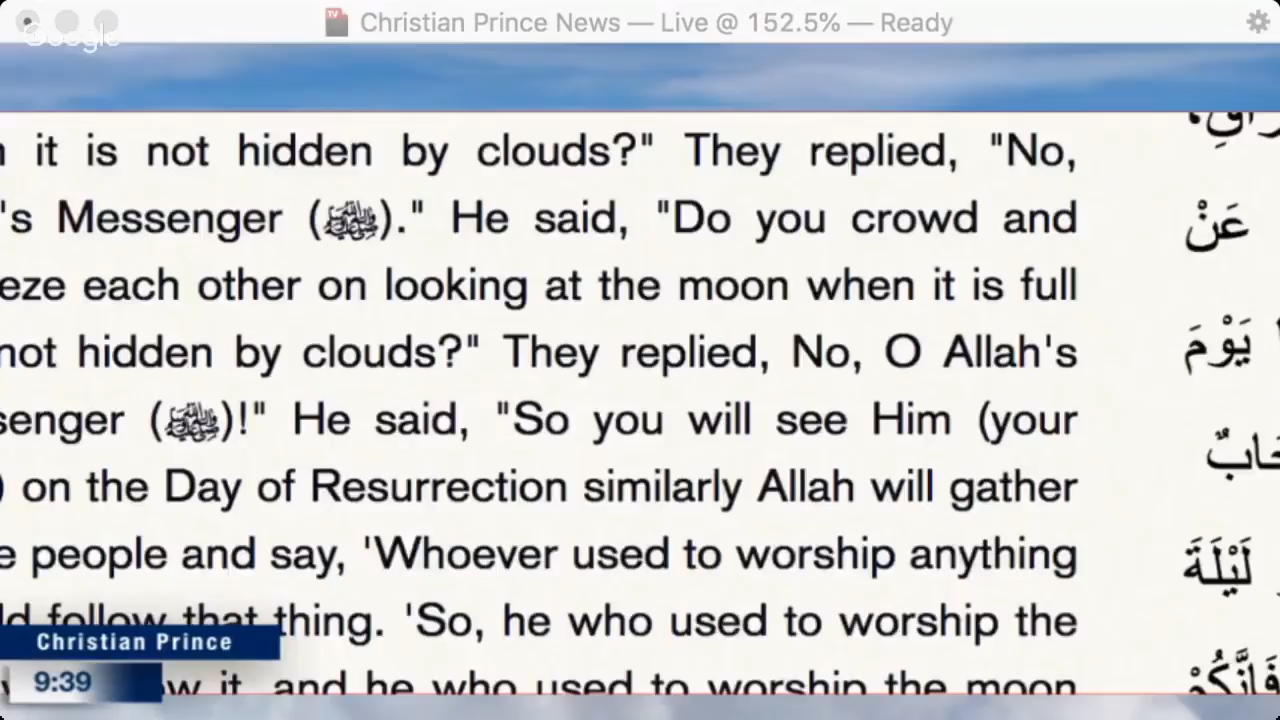 Christian Prince News — Live @ 152.5% — Ready
Google
it is not hidden by clouds?" They replied, "No,
's Messenger (ﷺ)." He said, "Do you crowd and
eze each other on looking at the moon when it is full
not hidden by clouds?" They replied, No, O Allah's
senger (ﷺ)!" He said, "So you will see Him (your
) on the Day of Resurrection similarly Allah will gather
e people and say, 'Whoever used to worship anything
ld follow that thing. 'So, he who used to worship the
w it, and he who used to worship the moon
عَنْ
يَوْمَ
لَيْلَةَ
فَإِنَّكُمْ
Christian Prince
9:39